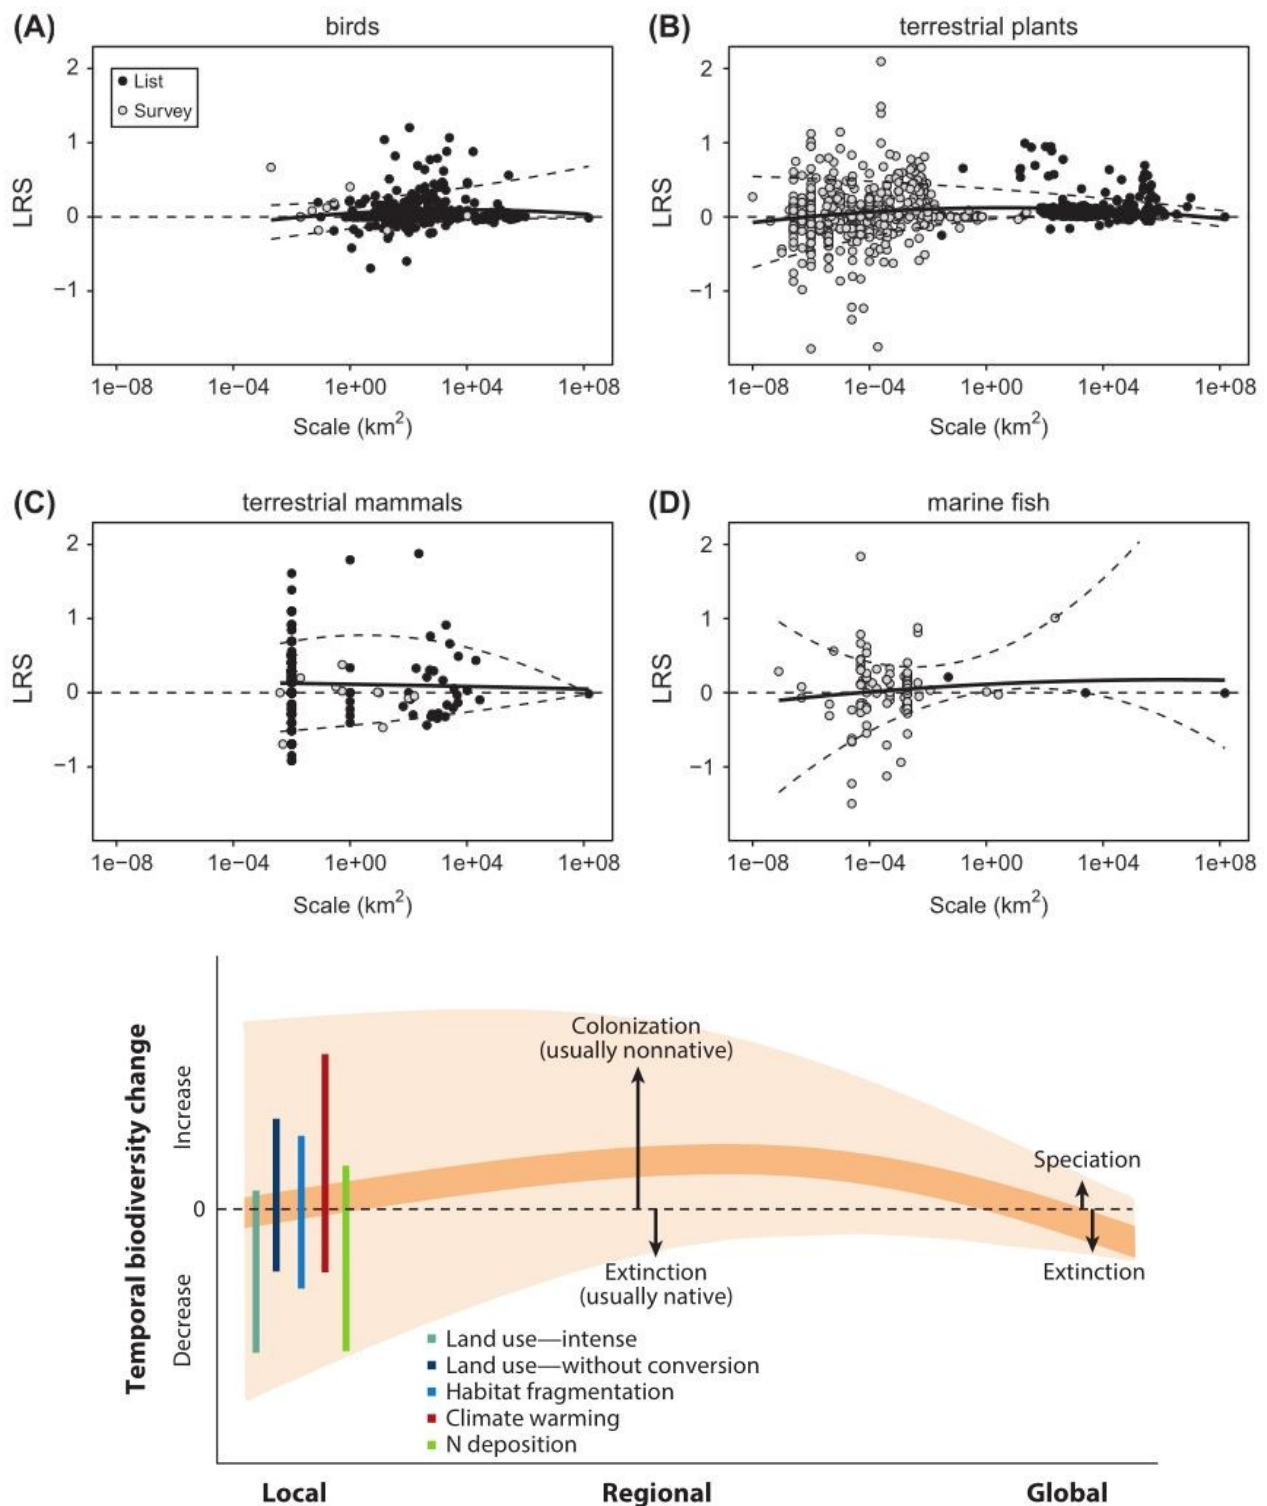 (A)
birds
List
Survey
2
1
0
−1
LRS
1e−08 1e−04 1e+00 1e+04 1e+08
Scale (km²)
(B)
terrestrial plants
2
1
0
−1
LRS
1e−08 1e−04 1e+00 1e+04 1e+08
Scale (km²)
(C)
terrestrial mammals
2
1
0
−1
LRS
1e−08 1e−04 1e+00 1e+04 1e+08
Scale (km²)
(D)
marine fish
2
1
0
−1
LRS
1e−08 1e−04 1e+00 1e+04 1e+08
Scale (km²)
Temporal biodiversity change
Increase
0
Decrease
Colonization
(usually nonnative)
Extinction
(usually native)
Speciation
Extinction
Land use—intense
Land use—without conversion
Habitat fragmentation
Climate warming
N deposition
Local Regional Global